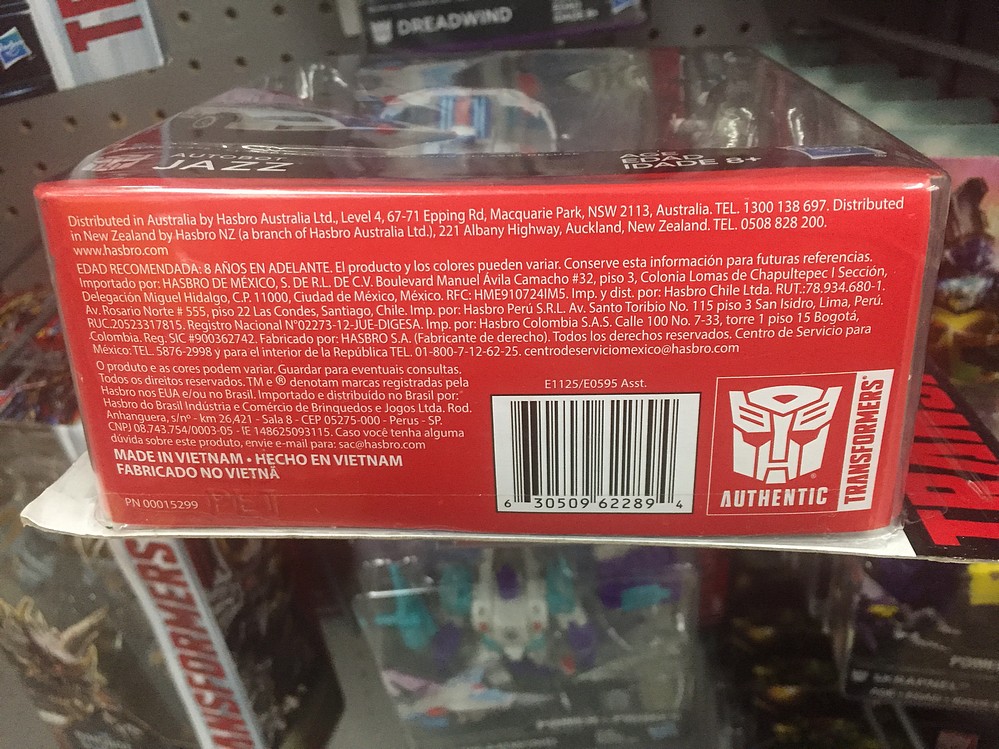 DREADWIND
AUTOBOT
JAZZ
AGE
EDAD
IDADE 8+
Distributed in Australia by Hasbro Australia Ltd., Level 4, 67-71 Epping Rd, Macquarie Park, NSW 2113, Australia. TEL. 1300 138 697. Distributed
in New Zealand by Hasbro NZ (a branch of Hasbro Australia Ltd.), 221 Albany Highway, Auckland, New Zealand. TEL. 0508 828 200.
www.hasbro.com
EDAD RECOMENDADA: 8 AÑOS EN ADELANTE. El producto y los colores pueden variar. Conserve esta información para futuras referencias.
Importado por: HASBRO DE MÉXICO, S. DE R.L. DE C.V. Boulevard Manuel Ávila Camacho #32, piso 3, Colonia Lomas de Chapultepec I Sección,
Delegación Miguel Hidalgo, C.P. 11000, Ciudad de México, México. RFC: HME910724IM5. Imp. y dist. por: Hasbro Chile Ltda. RUT.:78.934.680-1.
Av. Rosario Norte # 555, piso 22 Las Condes, Santiago, Chile. Imp. por: Hasbro Perú S.R.L. Av. Santo Toribio No. 115 piso 3 San Isidro, Lima, Perú.
RUC.20523317815. Registro Nacional N°02273-12-JUE-DIGESA. Imp. por: Hasbro Colombia S.A.S. Calle 100 No. 7-33, torre 1 piso 15 Bogotá,
Colombia. Reg. SIC #900362742. Fabricado por: HASBRO S.A. (Fabricante de derecho). Todos los derechos reservados. Centro de Servicio para
México: TEL. 5876-2998 y para el interior de la República TEL. 01-800-7-12-62-25. centrodeserviciomexico@hasbro.com
O produto e as cores podem variar. Guardar para eventuais consultas.
Todos os direitos reservados. TM e ® denotam marcas registradas pela
Hasbro nos EUA e/ou no Brasil. Importado e distribuído no Brasil por:
Hasbro do Brasil Indústria e Comércio de Brinquedos e Jogos Ltda. Rod.
Anhanguera, s/nº - km 26,421 - Sala 8 - CEP 05275-000 - Perus - SP.
CNPJ 08.743.754/0003-05 - IE 148625093115. Caso você tenha alguma
dúvida sobre este produto, envie e-mail para: sac@hasbro.com
MADE IN VIETNAM • HECHO EN VIETNAM
FABRICADO NO VIETNÃ
PN 00015299
PET
E1125/E0595 Asst.
6 30509 62289 4
AUTHENTIC
TRANSFORMERS